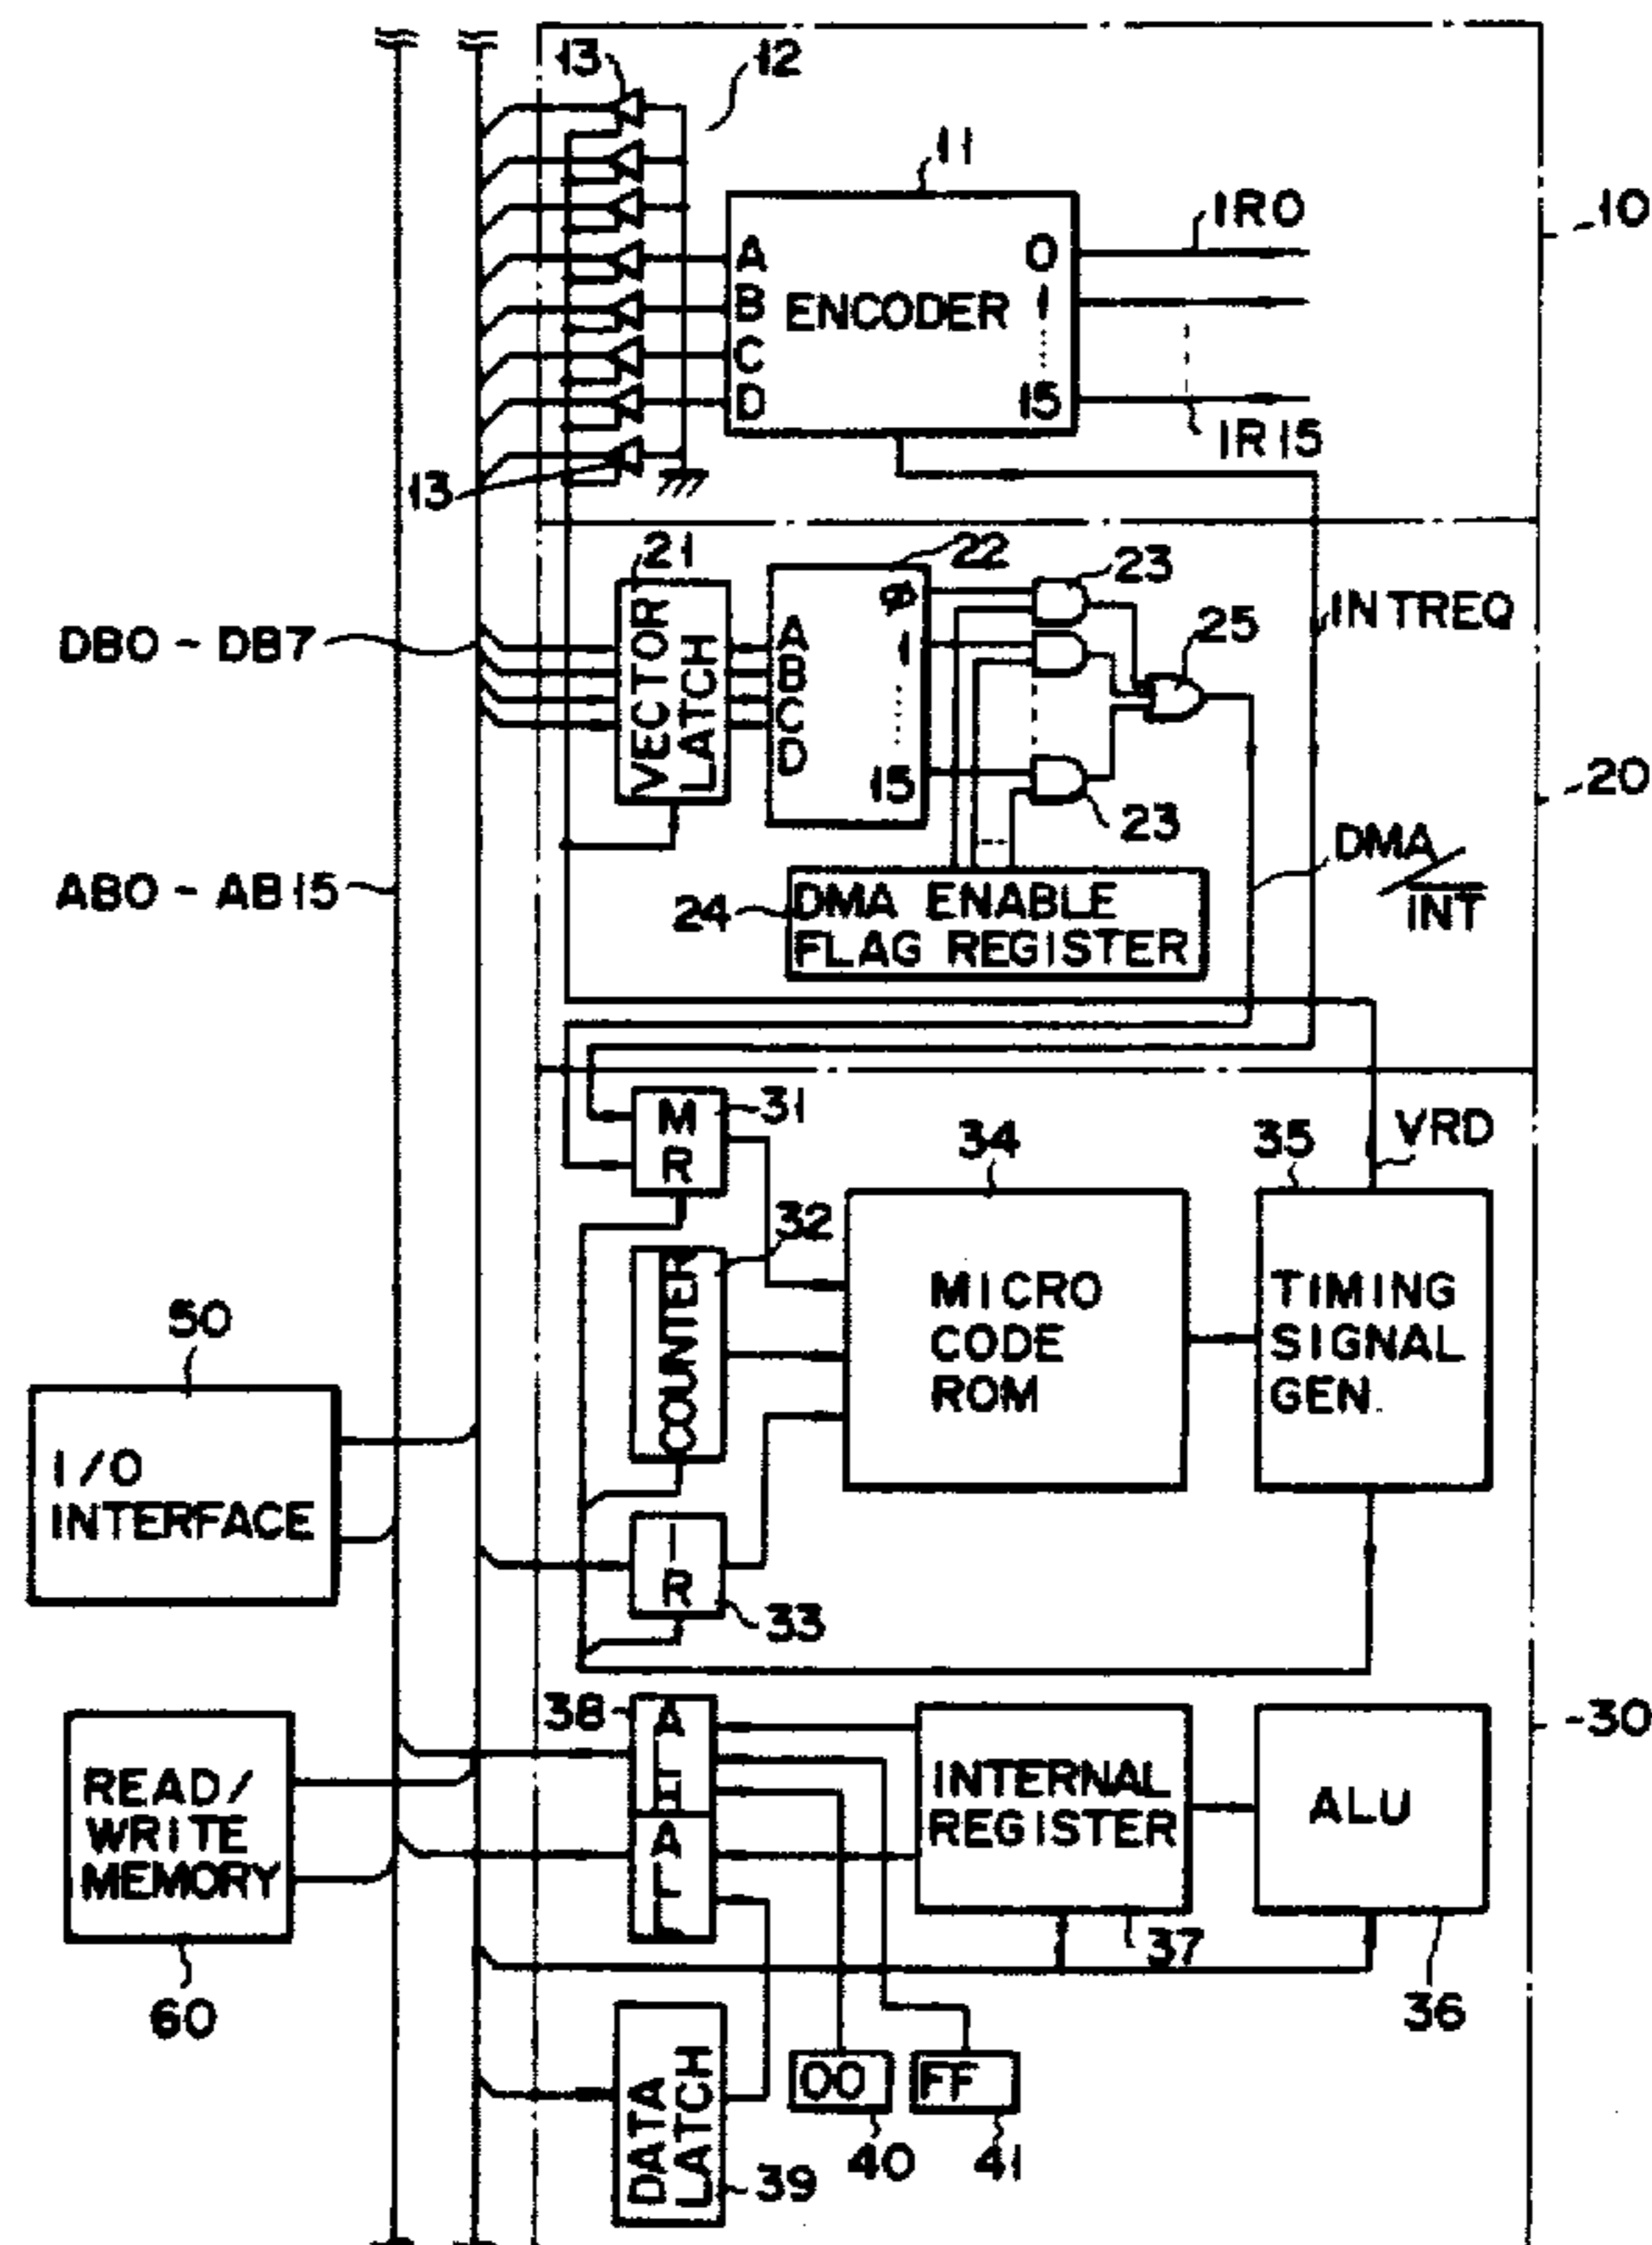 13
12
11
10
IR0
A
B
C
D
ENCODER
0
1
15
IR15
13
21
22
23
INTREQ
25
DB0 - DB7
VECTOR
LATCH
A
B
C
D
Φ
1
15
23
20
DMA/
INT
AB0 - AB15
24
DMA ENABLE
FLAG REGISTER
M
R
31
VRD
34
35
32
COUNTER
MICRO
CODE
ROM
TIMING
SIGNAL
GEN.
50
I/O
INTERFACE
I
R
33
38
A
H
A
L
30
INTERNAL
REGISTER
ALU
READ/
WRITE
MEMORY
37
36
60
DATA
LATCH
00
FF
40
41
39